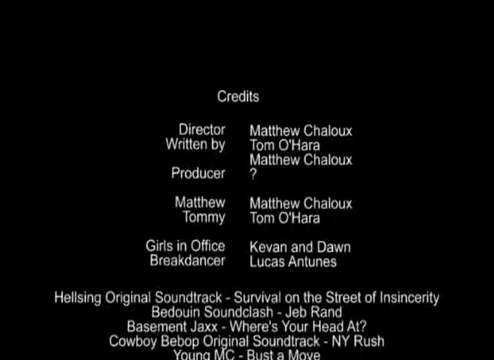 Credits
Director Matthew Chaloux
Written by Tom O'Hara
Matthew Chaloux
Producer ?
Matthew Matthew Chaloux
Tommy Tom O'Hara
Girls in Office Kevan and Dawn
Breakdancer Lucas Antunes
Hellsing Original Soundtrack - Survival on the Street of Insincerity
Bedouin Soundclash - Jeb Rand
Basement Jaxx - Where's Your Head At?
Cowboy Bebop Original Soundtrack - NY Rush
Young MC - Bust a Move